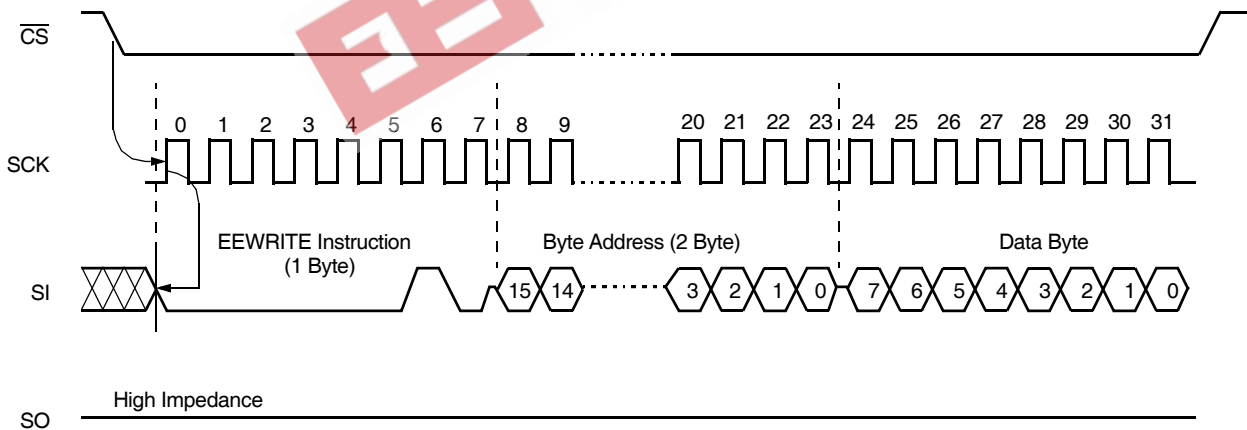 CS
0 1 2 3 4 5 6 7 8 9 20 21 22 23 24 25 26 27 28 29 30 31
SCK
EEWRITE Instruction Byte Address (2 Byte) Data Byte
(1 Byte)
SI 15 14 3 2 1 0 7 6 5 4 3 2 1 0
High Impedance
SO